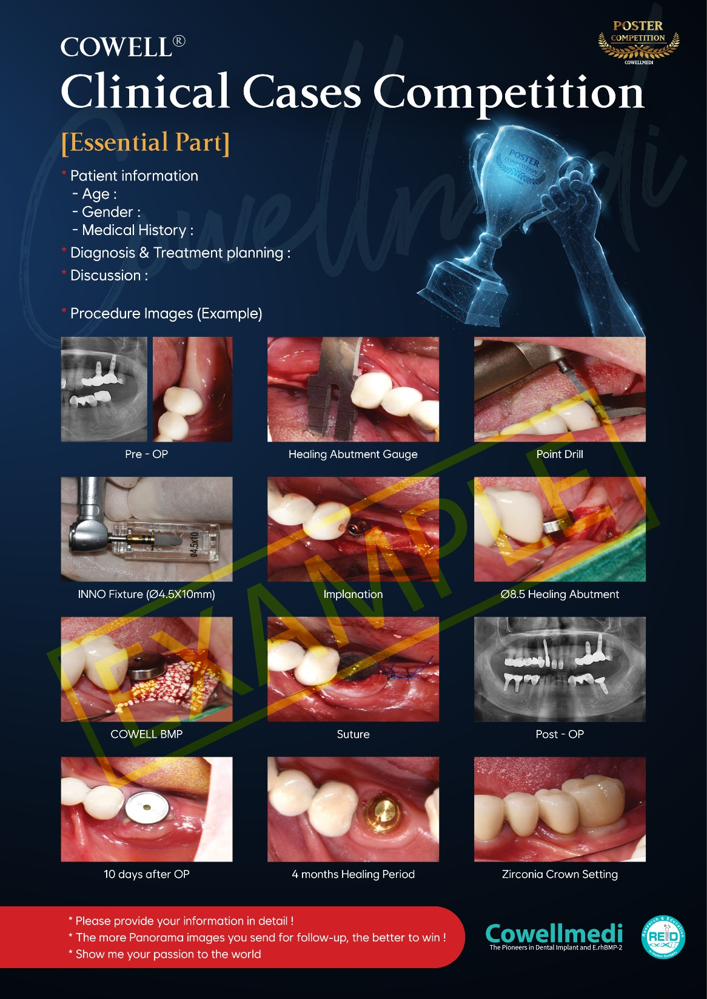 COWELL®
POSTER
COMPETITION
COWELLMEDI
Clinical Cases Competition
Cowellmedi
[Essential Part]
POSTER
COMPETITION
* Patient information
- Age :
- Gender :
- Medical History :
* Diagnosis & Treatment planning :
* Discussion :
* Procedure Images (Example)
Pre - OP
Healing Abutment Gauge
Point Drill
ø4.5x10
INNO Fixture (Ø4.5X10mm)
Implanation
Ø8.5 Healing Abutment
EXAMPLE
COWELL BMP
Suture
Post - OP
10 days after OP
4 months Healing Period
Zirconia Crown Setting
* Please provide your information in detail !
* The more Panorama images you send for follow-up, the better to win !
* Show me your passion to the world
Cowellmedi
The Pioneers in Dental Implant and E.rhBMP-2
Research & Education
REID
in Implant Dentistry